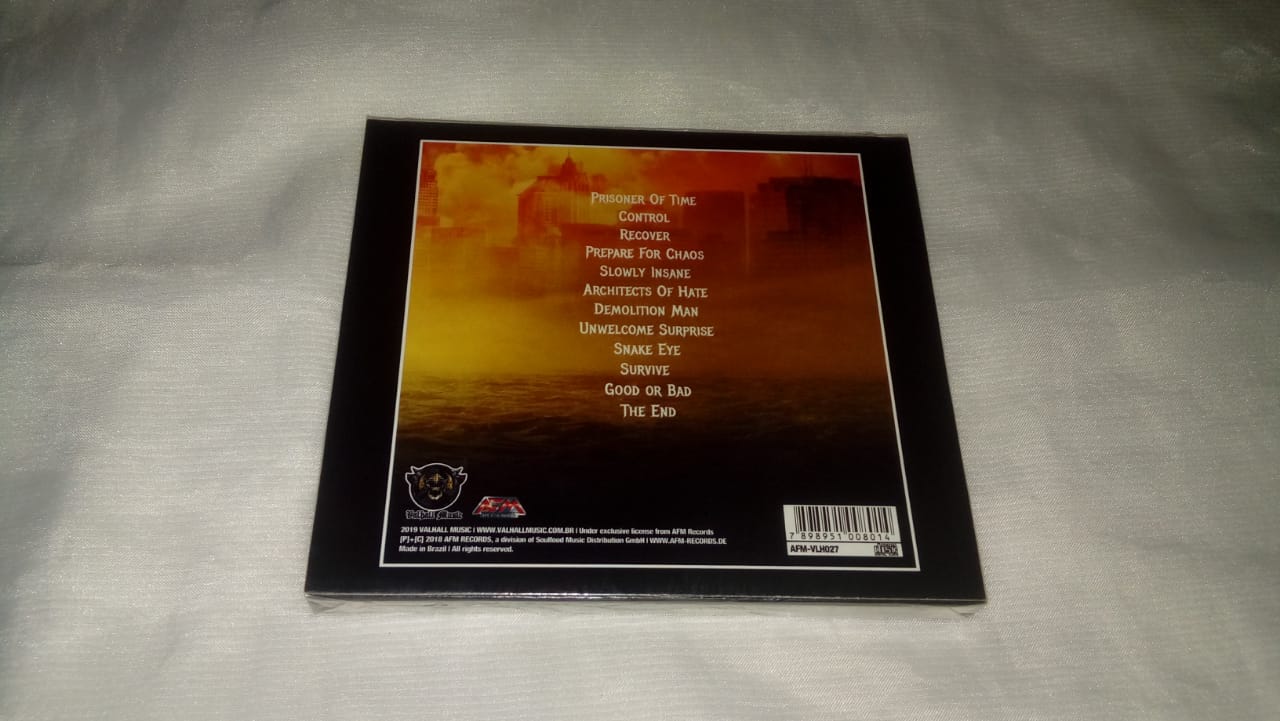 PRISONER OF TIME
CONTROL
RECOVER
PREPARE FOR CHAOS
SLOWLY INSANE
ARCHITECTS OF HATE
DEMOLITION MAN
UNWELCOME SURPRISE
SNAKE EYE
SURVIVE
GOOD OR BAD
THE END
Valhall Music
AFM
2019 VALHALL MUSIC | WWW.VALHALLMUSIC.COM.BR | Under exclusive license from AFM Records
[P]+[C] 2018 AFM RECORDS, a division of Soulfood Music Distribution GmbH | WWW.AFM-RECORDS.DE
Made in Brazil | All rights reserved.
7 898951 008014
AFM-VLH027